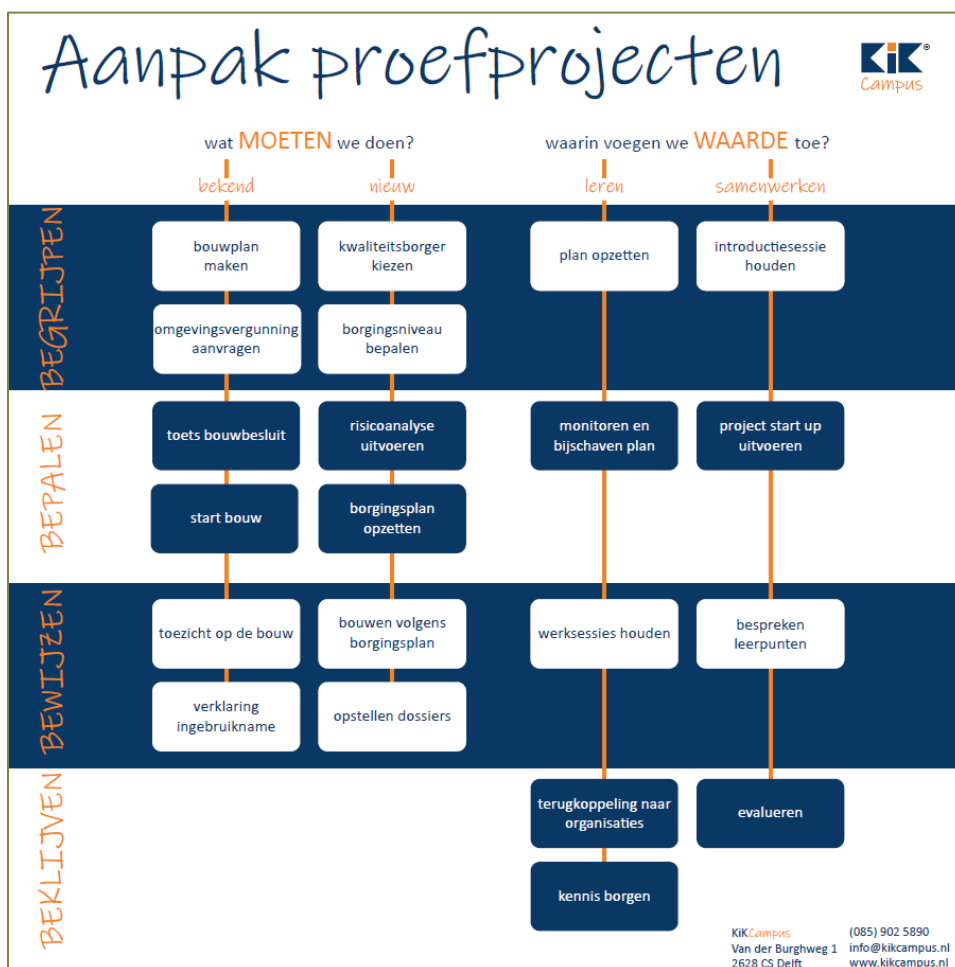 Aanpak proefprojecten
KiK®
Campus
wat MOETEN we doen?
waarin voegen we WAARDE toe?
bekend
nieuw
leren
samenwerken
BEGRIJPEN
bouwplan
maken
kwaliteitsborger
kiezen
plan opzetten
introductiesessie
houden
omgevingsvergunning
aanvragen
borgingsniveau
bepalen
BEPALEN
toets bouwbesluit
risicoanalyse
uitvoeren
monitoren en
bijschaven plan
project start up
uitvoeren
start bouw
borgingsplan
opzetten
BEWIJZEN
toezicht op de bouw
bouwen volgens
borgingsplan
werksessies houden
bespreken
leerpunten
verklaring
ingebruikname
opstellen dossiers
BEKLIJVEN
terugkoppeling naar
organisaties
evalueren
kennis borgen
KiKCampus
Van der Burghweg 1
2628 CS Delft
(085) 902 5890
info@kikcampus.nl
www.kikcampus.nl